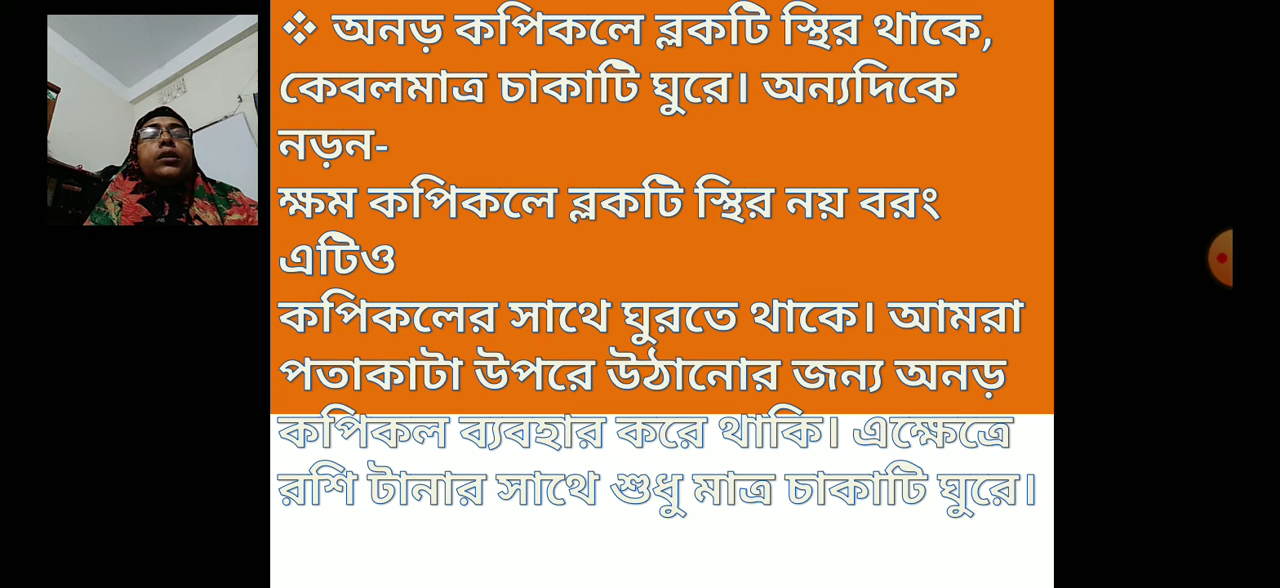 ❖ অনড় কপিকলে ব্লকটি স্থির থাকে,
কেবলমাত্র চাকাটি ঘুরে। অন্যদিকে
নড়ন-
ক্ষম কপিকলে ব্লকটি স্থির নয় বরং
এটিও
কপিকলের সাথে ঘুরতে থাকে। আমরা
পতাকাটা উপরে উঠানোর জন্য অনড়
কপিকল ব্যবহার করে থাকি। এক্ষেত্রে
রশি টানার সাথে শুধু মাত্র চাকাটি ঘুরে।